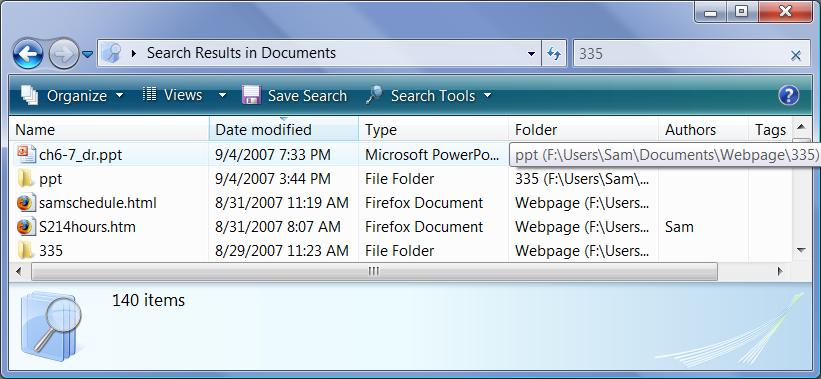 Search Results in Documents 335
Organize Views Save Search Search Tools ?
Name Date modified Type Folder Authors Tags
ch6-7_dr.ppt 9/4/2007 7:33 PM Microsoft PowerPo... ppt (F:\Users\Sam\Documents\Webpage\335)
ppt 9/4/2007 3:44 PM File Folder 335 (F:\Users\Sam\...
samschedule.html 8/31/2007 11:19 AM Firefox Document Webpage (F:\Users...
S214hours.htm 8/31/2007 8:07 AM Firefox Document Webpage (F:\Users... Sam
335 8/29/2007 11:23 AM File Folder Webpage (F:\Users...
140 items